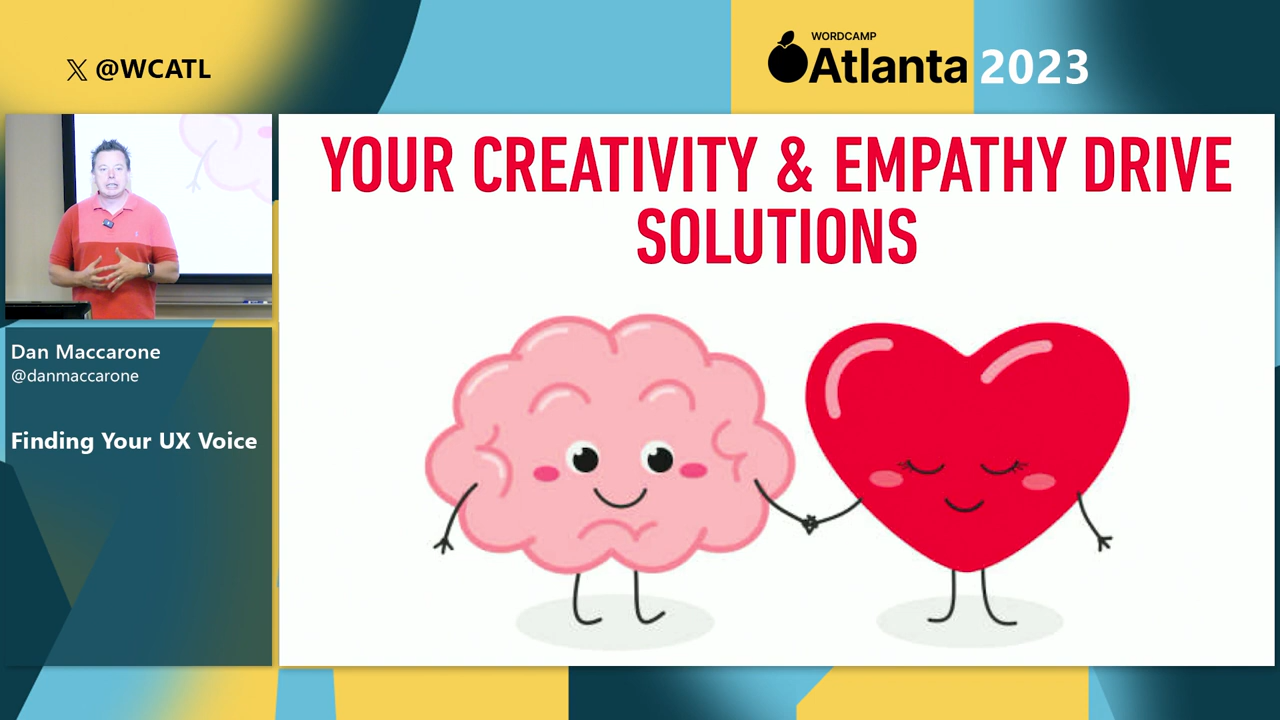 𝕏 @WCATL
WORDCAMP
Atlanta 2023
YOUR CREATIVITY & EMPATHY DRIVE
SOLUTIONS
Dan Maccarone
@danmaccarone
Finding Your UX Voice